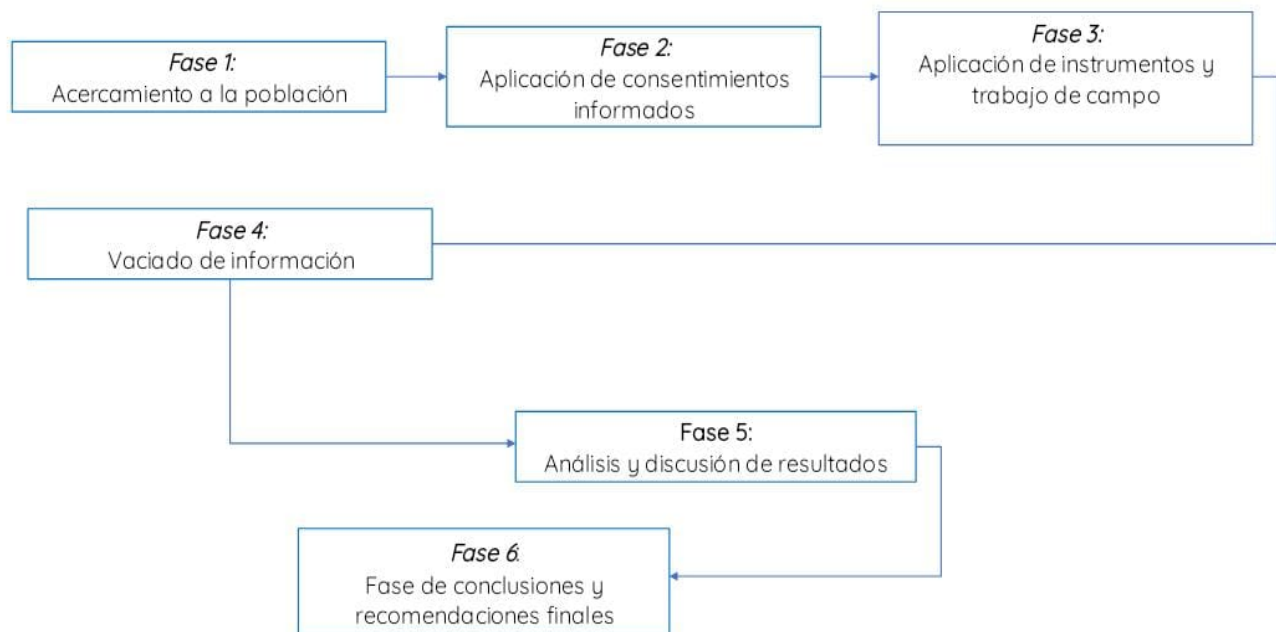 Fase 1:
Acercamiento a la población
Fase 2:
Aplicación de consentimientos
informados
Fase 3:
Aplicación de instrumentos y
trabajo de campo
Fase 4:
Vaciado de información
Fase 5:
Análisis y discusión de resultados
Fase 6:
Fase de conclusiones y
recomendaciones finales